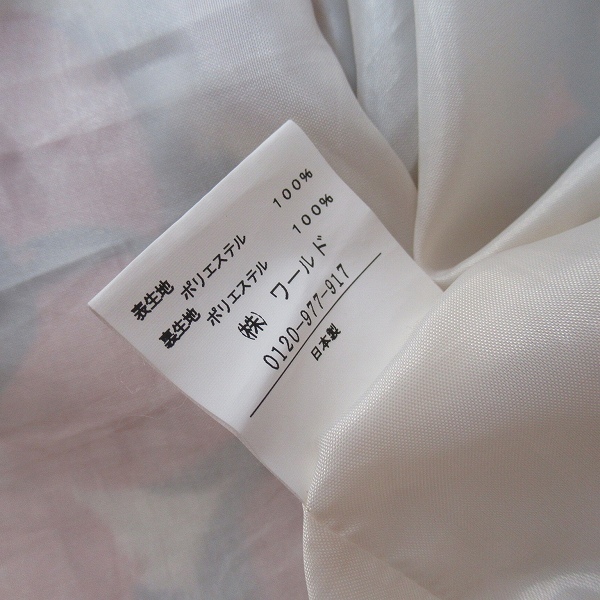 表生地 ポリエステル 100%
裏生地 ポリエステル 100%
㈱ ワールド
0120-977-917
日本製